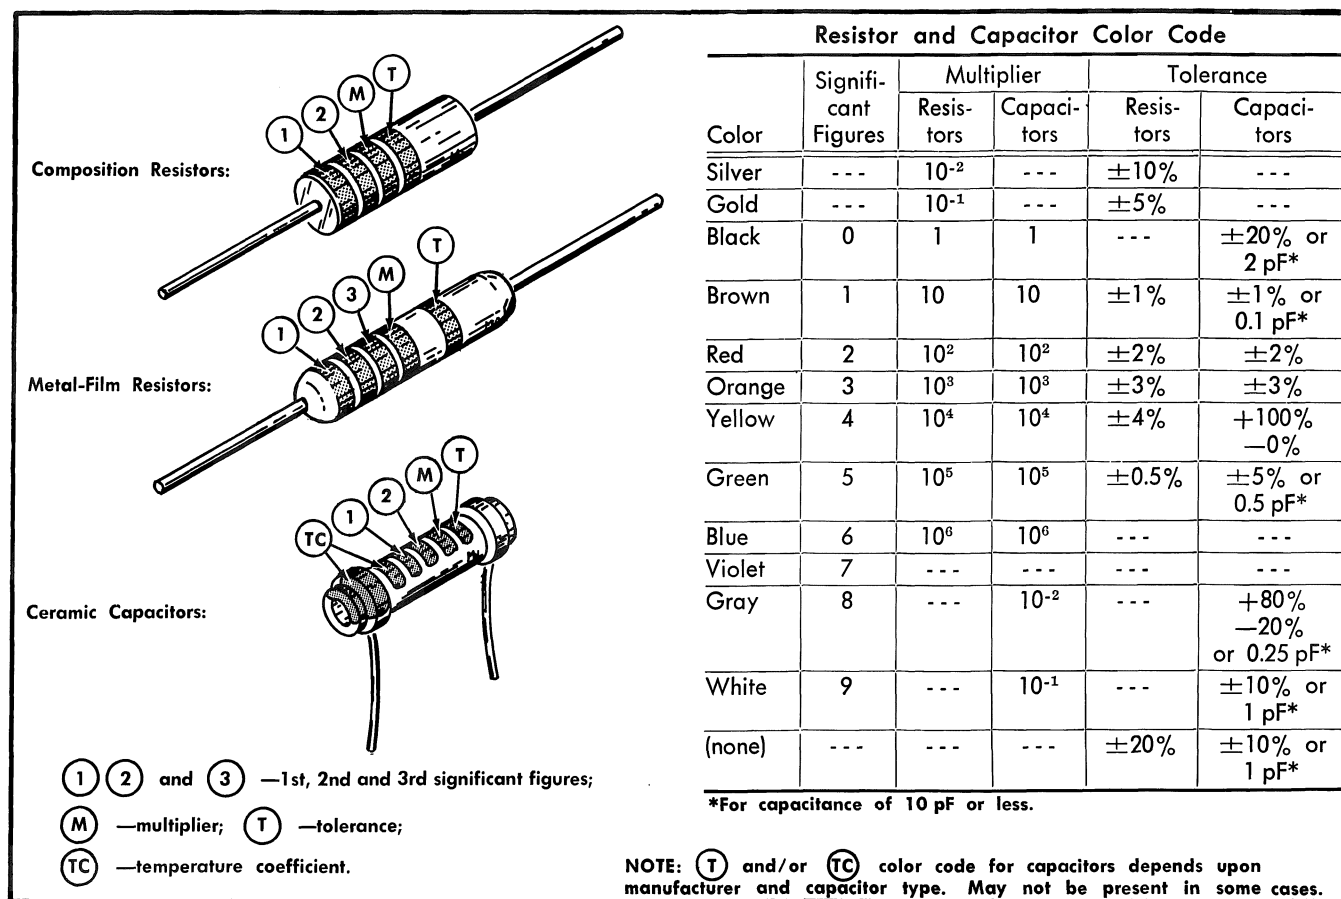 Composition Resistors:
1 2 M T
Metal-Film Resistors:
1 2 3 M T
Ceramic Capacitors:
TC 1 2 M T
1 2 and 3 —1st, 2nd and 3rd significant figures;
M —multiplier; T —tolerance;
TC —temperature coefficient.
Resistor and Capacitor Color Code
Color Signifi-cant Figures Multiplier Tolerance
Resis-tors Capaci-tors Resis-tors Capaci-tors
Silver - - - 10⁻² - - - ±10% - - -
Gold - - - 10⁻¹ - - - ±5% - - -
Black 0 1 1 - - - ±20% or
2 pF*
Brown 1 10 10 ±1% ±1% or
0.1 pF*
Red 2 10² 10² ±2% ±2%
Orange 3 10³ 10³ ±3% ±3%
Yellow 4 10⁴ 10⁴ ±4% +100%
—0%
Green 5 10⁵ 10⁵ ±0.5% ±5% or
0.5 pF*
Blue 6 10⁶ 10⁶ - - - - - -
Violet 7 - - - - - - - - - - - -
Gray 8 - - - 10⁻² - - - +80%
—20%
or 0.25 pF*
White 9 - - - 10⁻¹ - - - ±10% or
1 pF*
(none) - - - - - - - - - ±20% ±10% or
1 pF*
*For capacitance of 10 pF or less.
NOTE: T and/or TC color code for capacitors depends upon
manufacturer and capacitor type. May not be present in some cases.